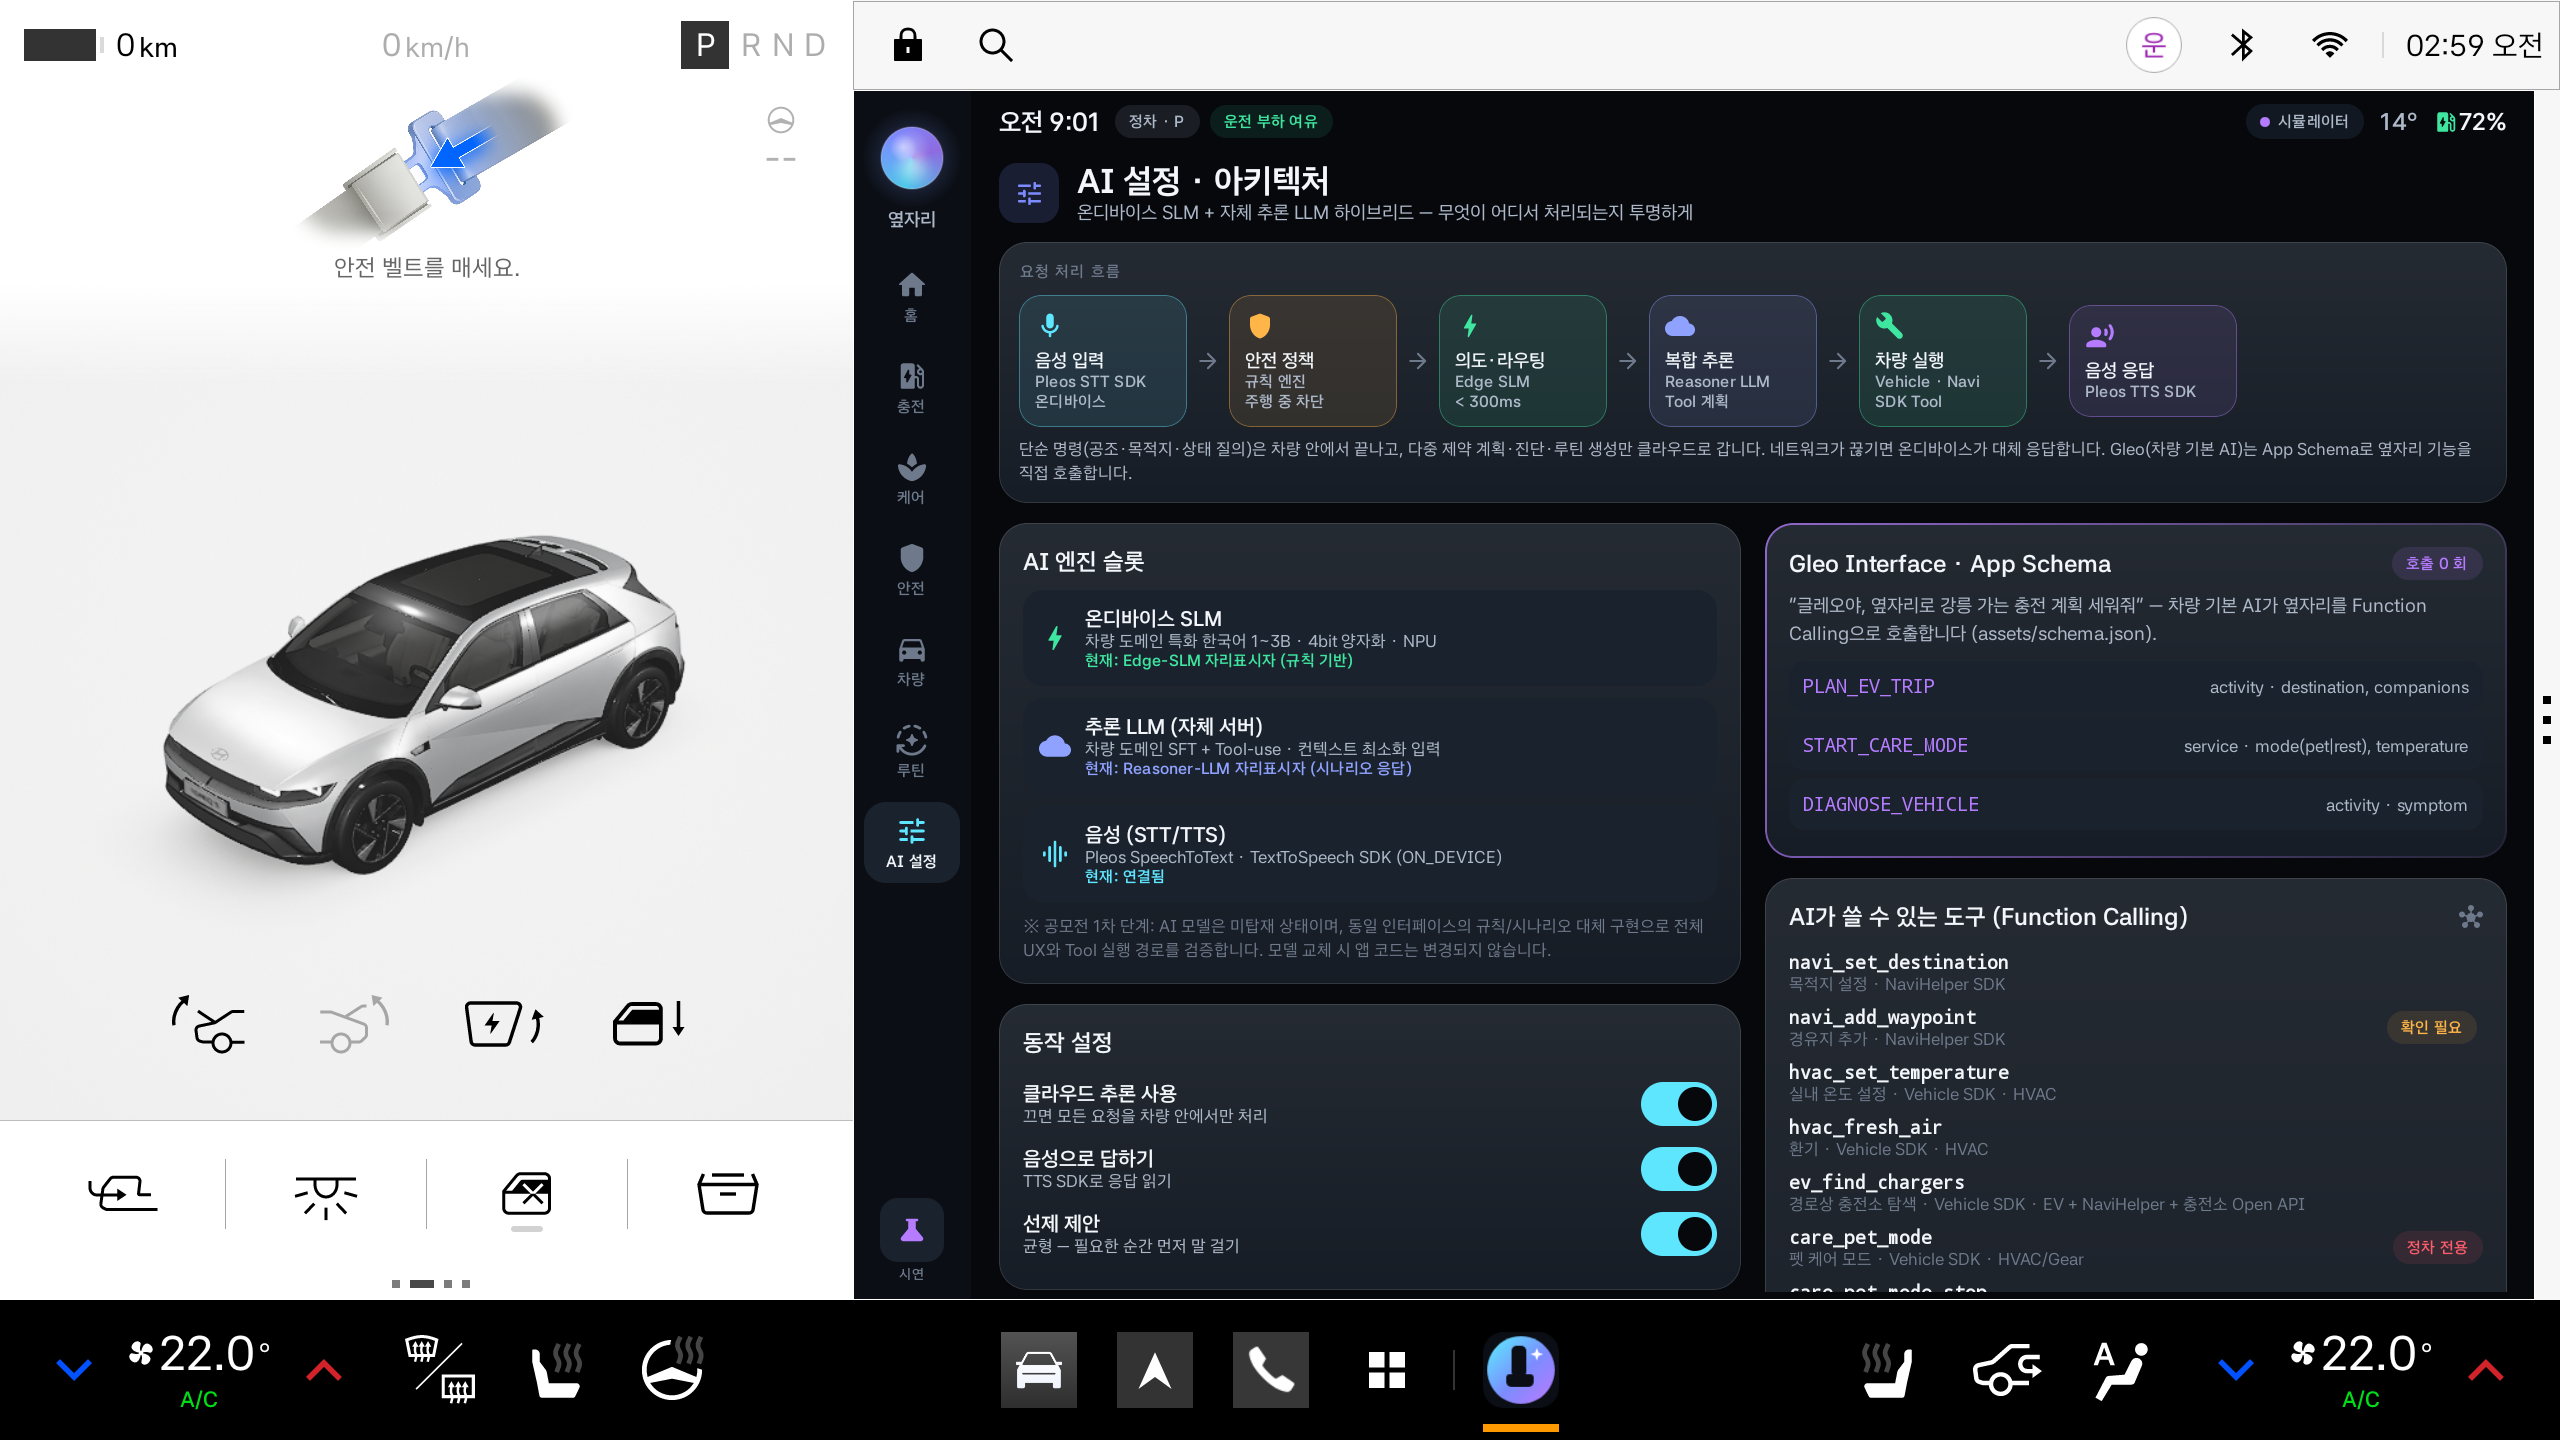 0 km
0 km/h
P R N D
안전 벨트를 매세요.
운
02:59 오전
오전 9:01
정차 · P
운전 부하 여유
시뮬레이터
14°
72%
옆자리
홈
충전
케어
안전
차량
루틴
AI 설정
시연
AI 설정 · 아키텍처
온디바이스 SLM + 자체 추론 LLM 하이브리드 — 무엇이 어디서 처리되는지 투명하게
요청 처리 흐름
음성 입력
Pleos STT SDK
온디바이스
안전 정책
규칙 엔진
주행 중 차단
의도·라우팅
Edge SLM
< 300ms
복합 추론
Reasoner LLM
Tool 계획
차량 실행
Vehicle · Navi
SDK Tool
음성 응답
Pleos TTS SDK
단순 명령(공조·목적지·상태 질의)은 차량 안에서 끝나고, 다중 제약 계획·진단·루틴 생성만 클라우드로 갑니다. 네트워크가 끊기면 온디바이스가 대체 응답합니다. Gleo(차량 기본 AI)는 App Schema로 옆자리 기능을
직접 호출합니다.
AI 엔진 슬롯
온디바이스 SLM
차량 도메인 특화 한국어 1~3B · 4bit 양자화 · NPU
현재: Edge-SLM 자리표시자 (규칙 기반)
추론 LLM (자체 서버)
차량 도메인 SFT + Tool-use · 컨텍스트 최소화 입력
현재: Reasoner-LLM 자리표시자 (시나리오 응답)
음성 (STT/TTS)
Pleos SpeechToText · TextToSpeech SDK (ON_DEVICE)
현재: 연결됨
※ 공모전 1차 단계: AI 모델은 미탑재 상태이며, 동일 인터페이스의 규칙/시나리오 대체 구현으로 전체
UX와 Tool 실행 경로를 검증합니다. 모델 교체 시 앱 코드는 변경되지 않습니다.
동작 설정
클라우드 추론 사용
끄면 모든 요청을 차량 안에서만 처리
음성으로 답하기
TTS SDK로 응답 읽기
선제 제안
균형 — 필요한 순간 먼저 말 걸기
Gleo Interface · App Schema
호출 0 회
"글레오야, 옆자리로 강릉 가는 충전 계획 세워줘" — 차량 기본 AI가 옆자리를 Function
Calling으로 호출합니다 (assets/schema.json).
PLAN_EV_TRIP
activity · destination, companions
START_CARE_MODE
service · mode(pet|rest), temperature
DIAGNOSE_VEHICLE
activity · symptom
AI가 쓸 수 있는 도구 (Function Calling)
navi_set_destination
목적지 설정 · NaviHelper SDK
navi_add_waypoint
경유지 추가 · NaviHelper SDK
확인 필요
hvac_set_temperature
실내 온도 설정 · Vehicle SDK · HVAC
hvac_fresh_air
환기 · Vehicle SDK · HVAC
ev_find_chargers
경로상 충전소 탐색 · Vehicle SDK · EV + NaviHelper + 충전소 Open API
care_pet_mode
펫 케어 모드 · Vehicle SDK · HVAC/Gear
정차 전용
care_pet_mode_stop
22.0°
A/C
A
22.0°
A/C